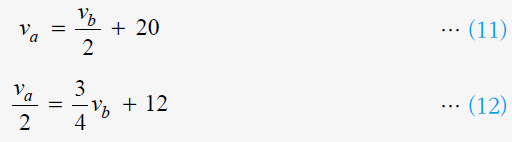 v_a = v_b/2 + 20 ··· (11)
v_a/2 = 3/4 v_b + 12 ··· (12)